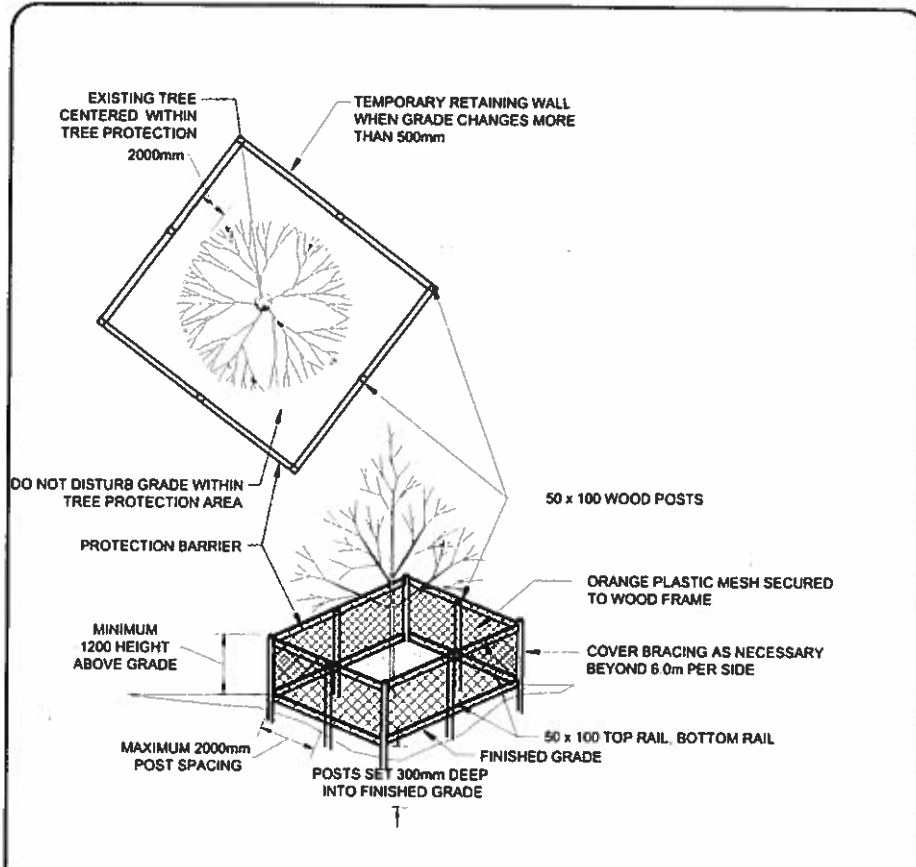 EXISTING TREE
CENTERED WITHIN
TREE PROTECTION
2000mm
TEMPORARY RETAINING WALL
WHEN GRADE CHANGES MORE
THAN 500mm
DO NOT DISTURB GRADE WITHIN
TREE PROTECTION AREA
50 x 100 WOOD POSTS
PROTECTION BARRIER
ORANGE PLASTIC MESH SECURED
TO WOOD FRAME
MINIMUM
1200 HEIGHT
ABOVE GRADE
COVER BRACING AS NECESSARY
BEYOND 6.0m PER SIDE
50 x 100 TOP RAIL, BOTTOM RAIL
FINISHED GRADE
MAXIMUM 2000mm
POST SPACING
POSTS SET 300mm DEEP
INTO FINISHED GRADE